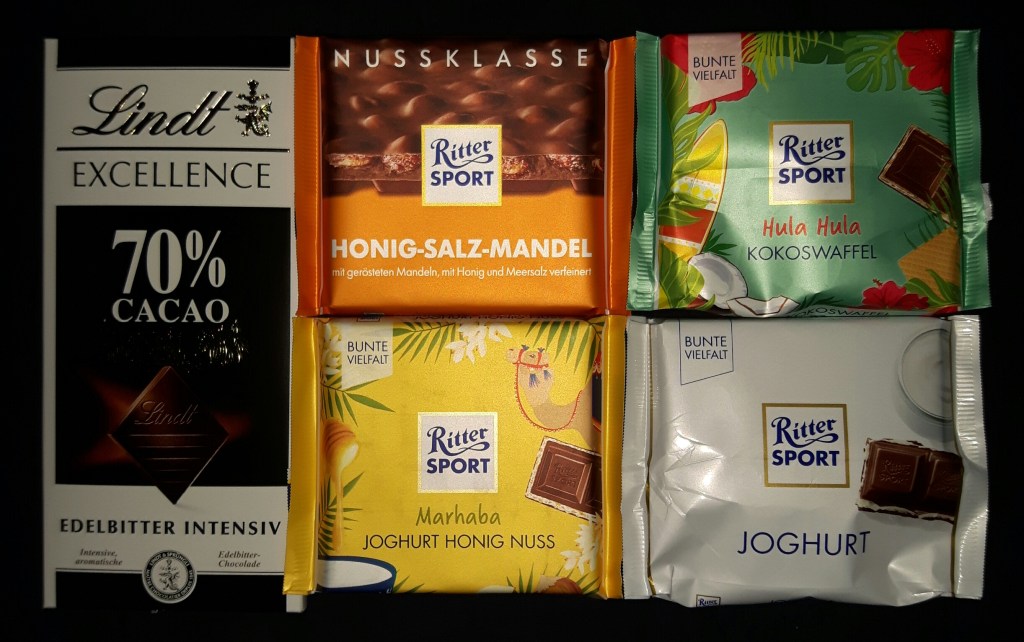 Lindt
EXCELLENCE
70%
CACAO
Lindt
EDELBITTER INTENSIV
Intensive,
aromatische
Edelbitter-
Chocolade
NUSSKLASSE
Ritter
SPORT
HONIG-SALZ-MANDEL
mit gerösteten Mandeln, mit Honig und Meersalz verfeinert
BUNTE
VIELFALT
Ritter
SPORT
Hula Hula
KOKOSWAFFEL
KOKOSWAFFEL
BUNTE
VIELFALT
Ritter
SPORT
Marhaba
JOGHURT HONIG NUSS
BUNTE
VIELFALT
Ritter
SPORT
JOGHURT
Ritter